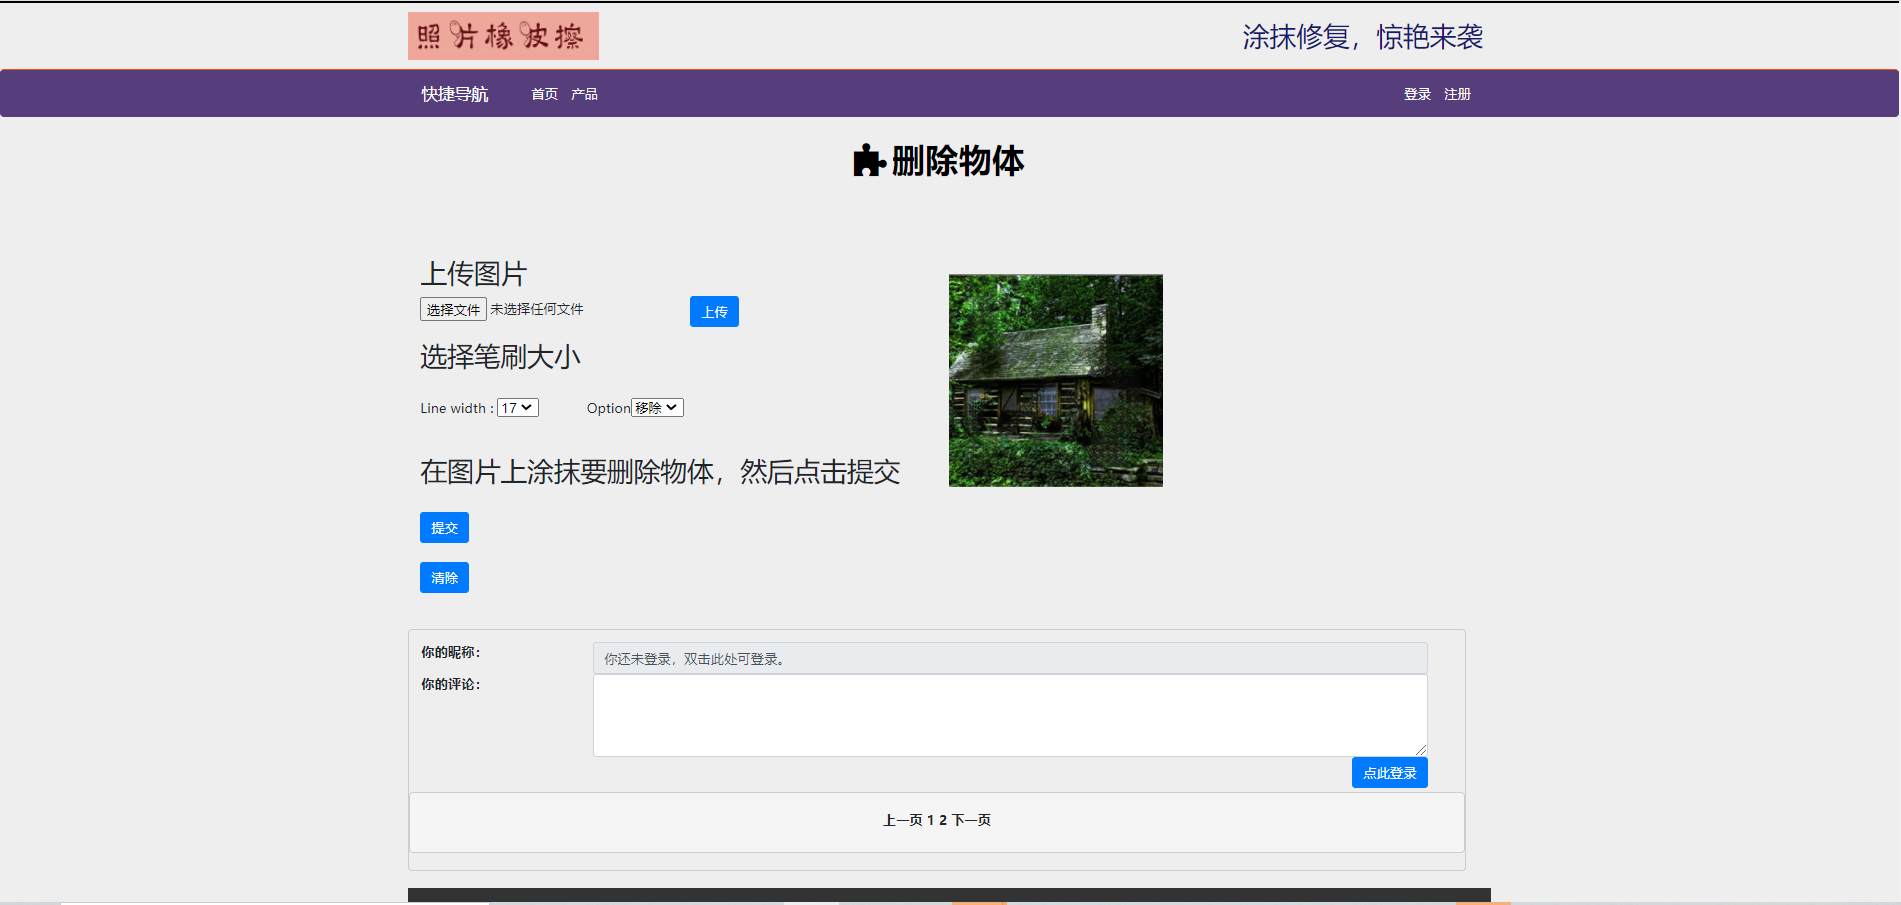 照片橡皮擦
涂抹修复，惊艳来袭
快捷导航 首页 产品 登录 注册
删除物体
上传图片
选择文件 未选择任何文件 上传
选择笔刷大小
Line width : 17 Option 移除
在图片上涂抹要删除物体，然后点击提交
提交
清除
你的昵称： 你还未登录，双击此处可登录。
你的评论：
点此登录
上一页 1 2 下一页